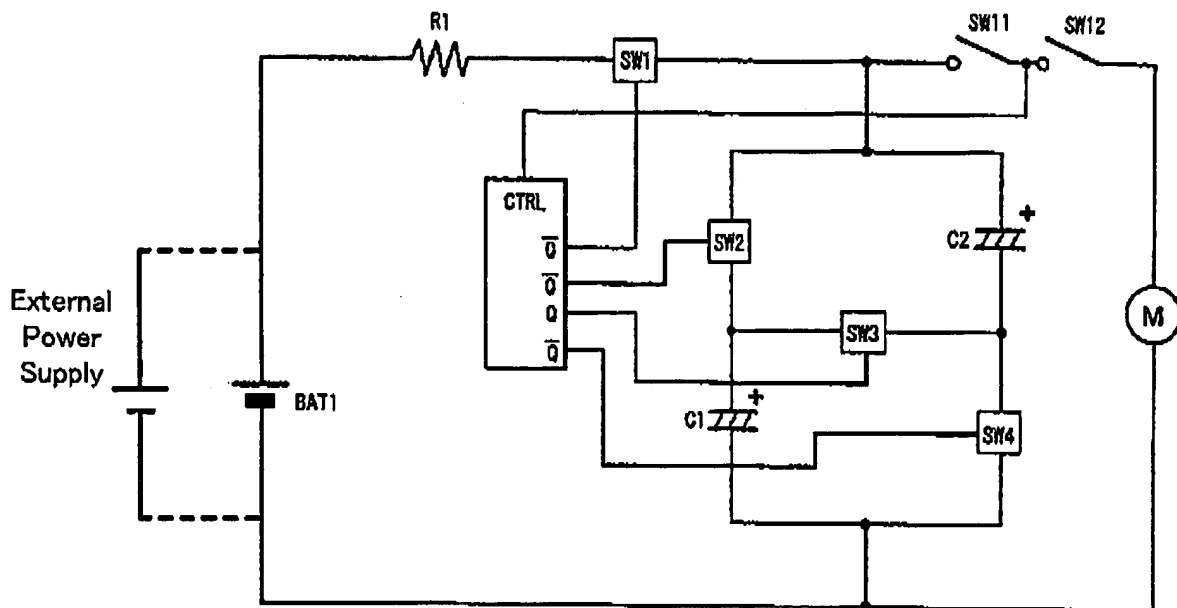 R1
SW1
SW11
SW12
CTRL
Q̅
Q̅
Q
Q̅
SW2
C2
+
SW3
M
External
Power
Supply
BAT1
C1
+
SW4